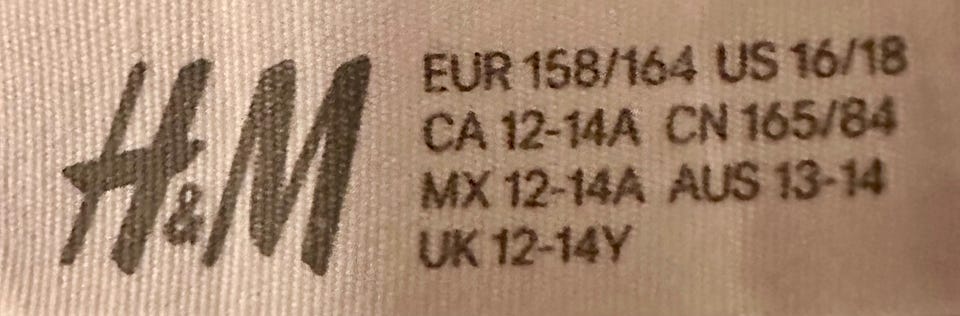 H&M
EUR 158/164 US 16/18
CA 12-14A CN 165/84
MX 12-14A AUS 13-14
UK 12-14Y